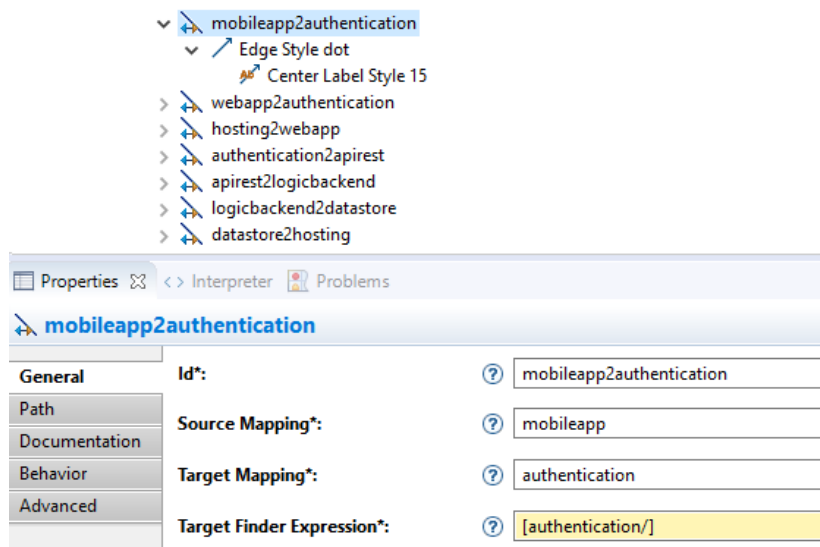 mobileapp2authentication
Edge Style dot
Center Label Style 15
webapp2authentication
hosting2webapp
authentication2apirest
apirest2logicbackend
logicbackend2datastore
datastore2hosting
Properties Interpreter Problems
mobileapp2authentication
General Id*: mobileapp2authentication
Path
Source Mapping*: mobileapp
Documentation
Behavior Target Mapping*: authentication
Advanced
Target Finder Expression*: [authentication/]